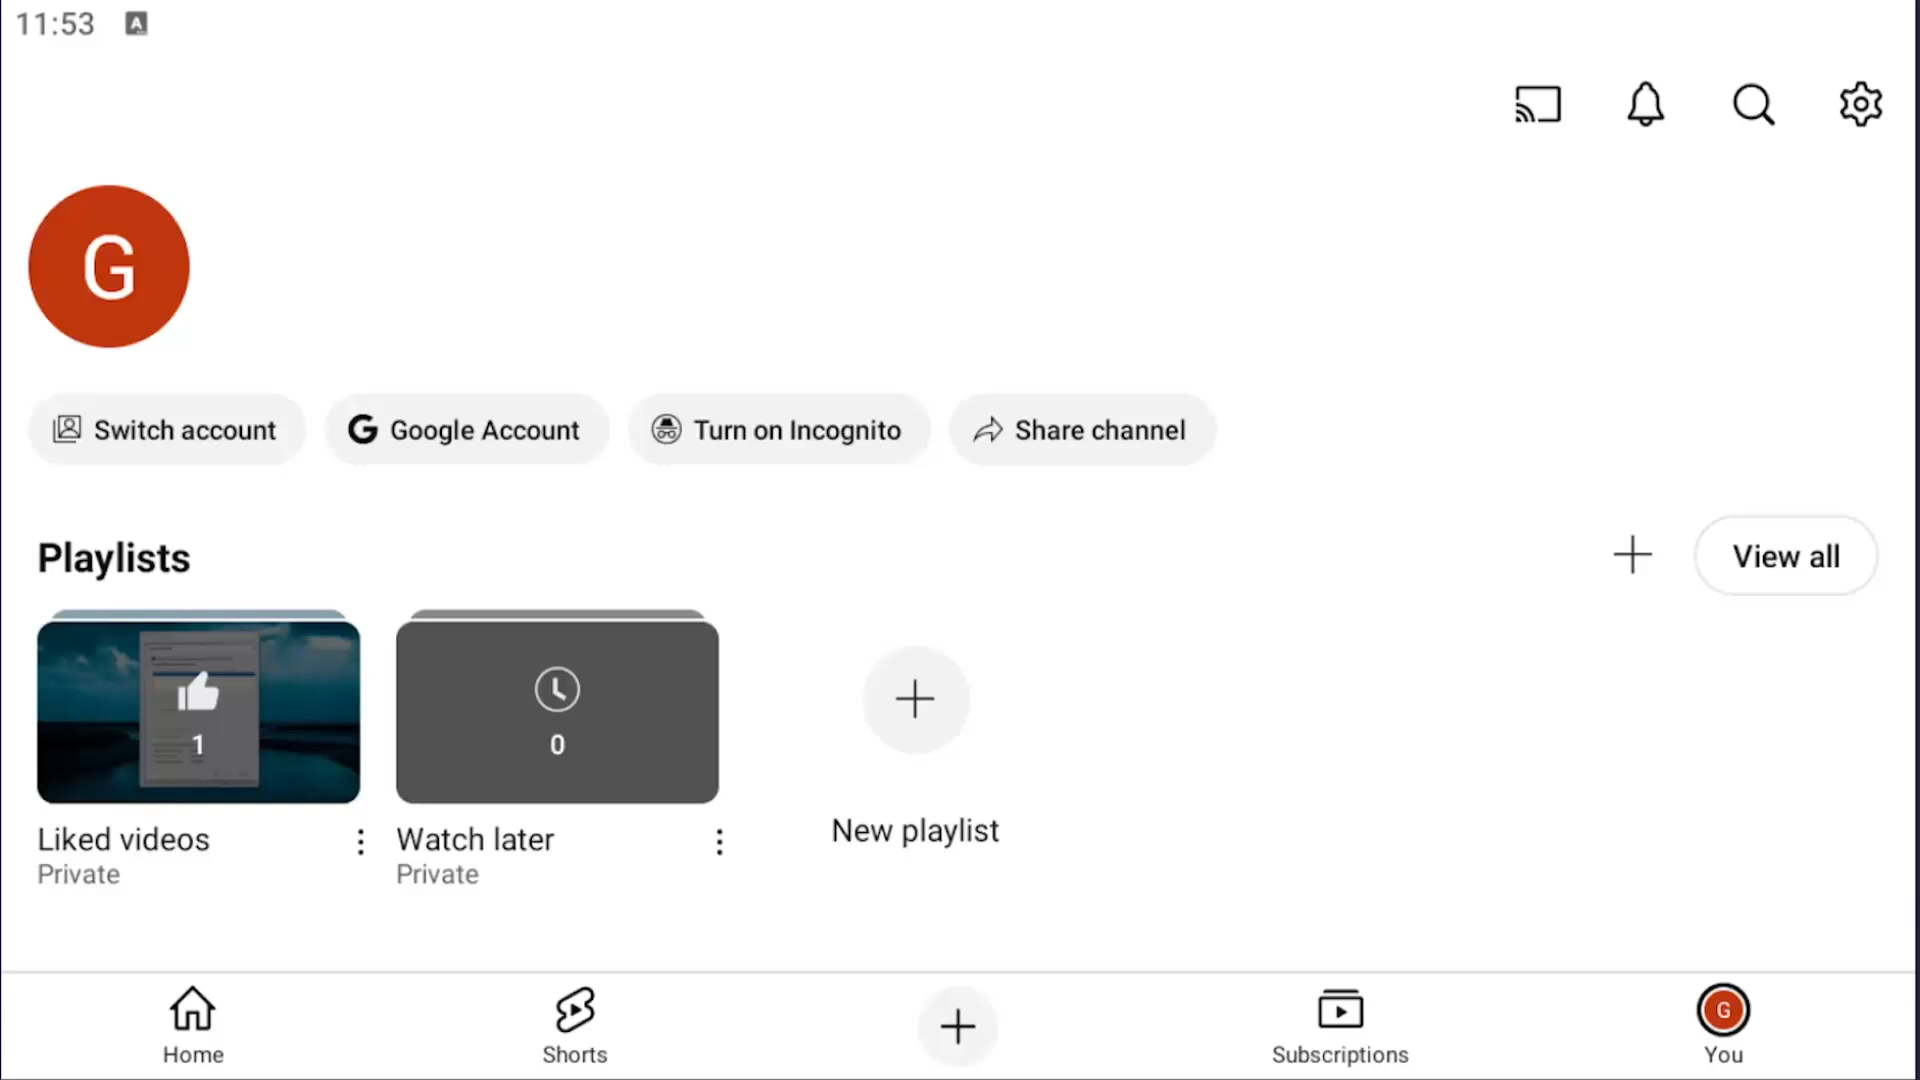 11:53 A
G
Switch account
Google Account
Turn on Incognito
Share channel
Playlists
View all
1
0
Liked videos
Private
Watch later
Private
New playlist
Home
Shorts
Subscriptions
G
You